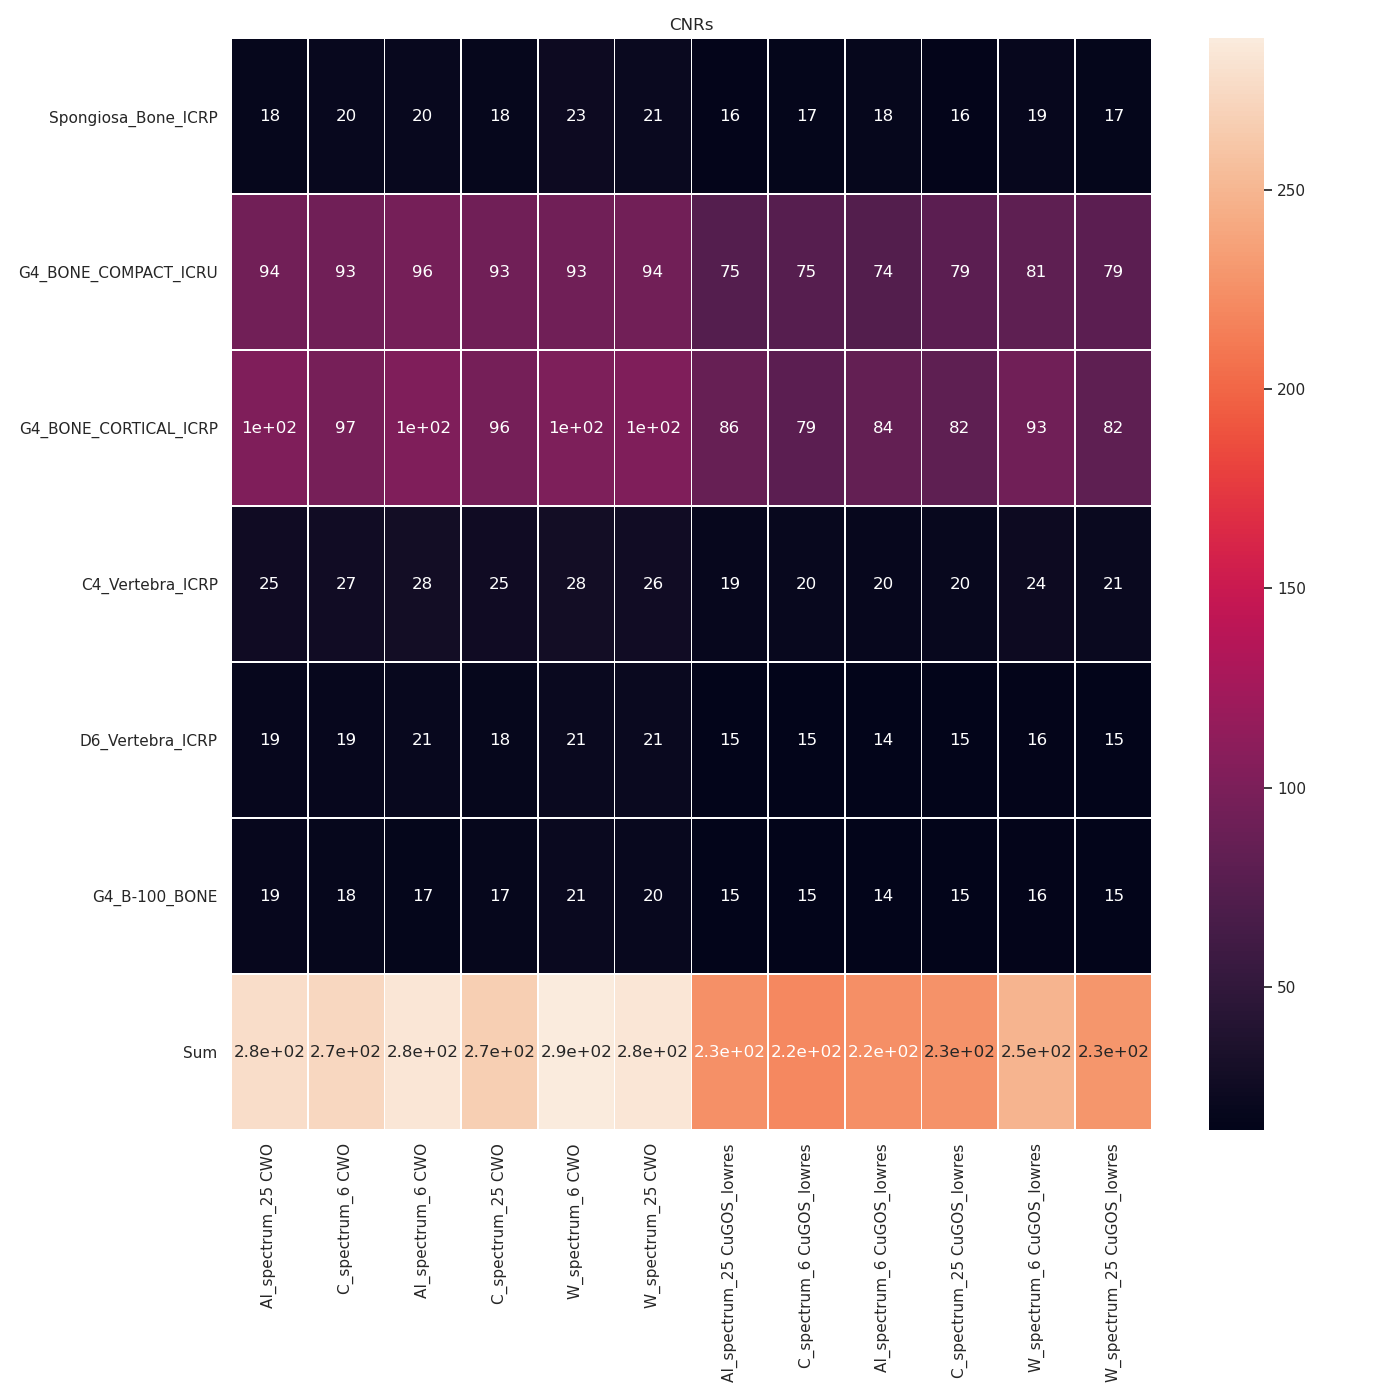 CNRs
Spongiosa_Bone_ICRP 18 20 20 18 23 21 16 17 18 16 19 17
250
G4_BONE_COMPACT_ICRU 94 93 96 93 93 94 75 75 74 79 81 79
200
G4_BONE_CORTICAL_ICRP 1e+02 97 1e+02 96 1e+02 1e+02 86 79 84 82 93 82
C4_Vertebra_ICRP 25 27 28 25 28 26 19 20 20 20 24 21
150
D6_Vertebra_ICRP 19 19 21 18 21 21 15 15 14 15 16 15
100
G4_B-100_BONE 19 18 17 17 21 20 15 15 14 15 16 15
50
Sum 2.8e+02 2.7e+02 2.8e+02 2.7e+02 2.9e+02 2.8e+02 2.3e+02 2.2e+02 2.2e+02 2.3e+02 2.5e+02 2.3e+02
Al_spectrum_25 CWO
C_spectrum_6 CWO
Al_spectrum_6 CWO
C_spectrum_25 CWO
W_spectrum_6 CWO
W_spectrum_25 CWO
Al_spectrum_25 CuGOS_lowres
C_spectrum_6 CuGOS_lowres
Al_spectrum_6 CuGOS_lowres
C_spectrum_25 CuGOS_lowres
W_spectrum_6 CuGOS_lowres
W_spectrum_25 CuGOS_lowres